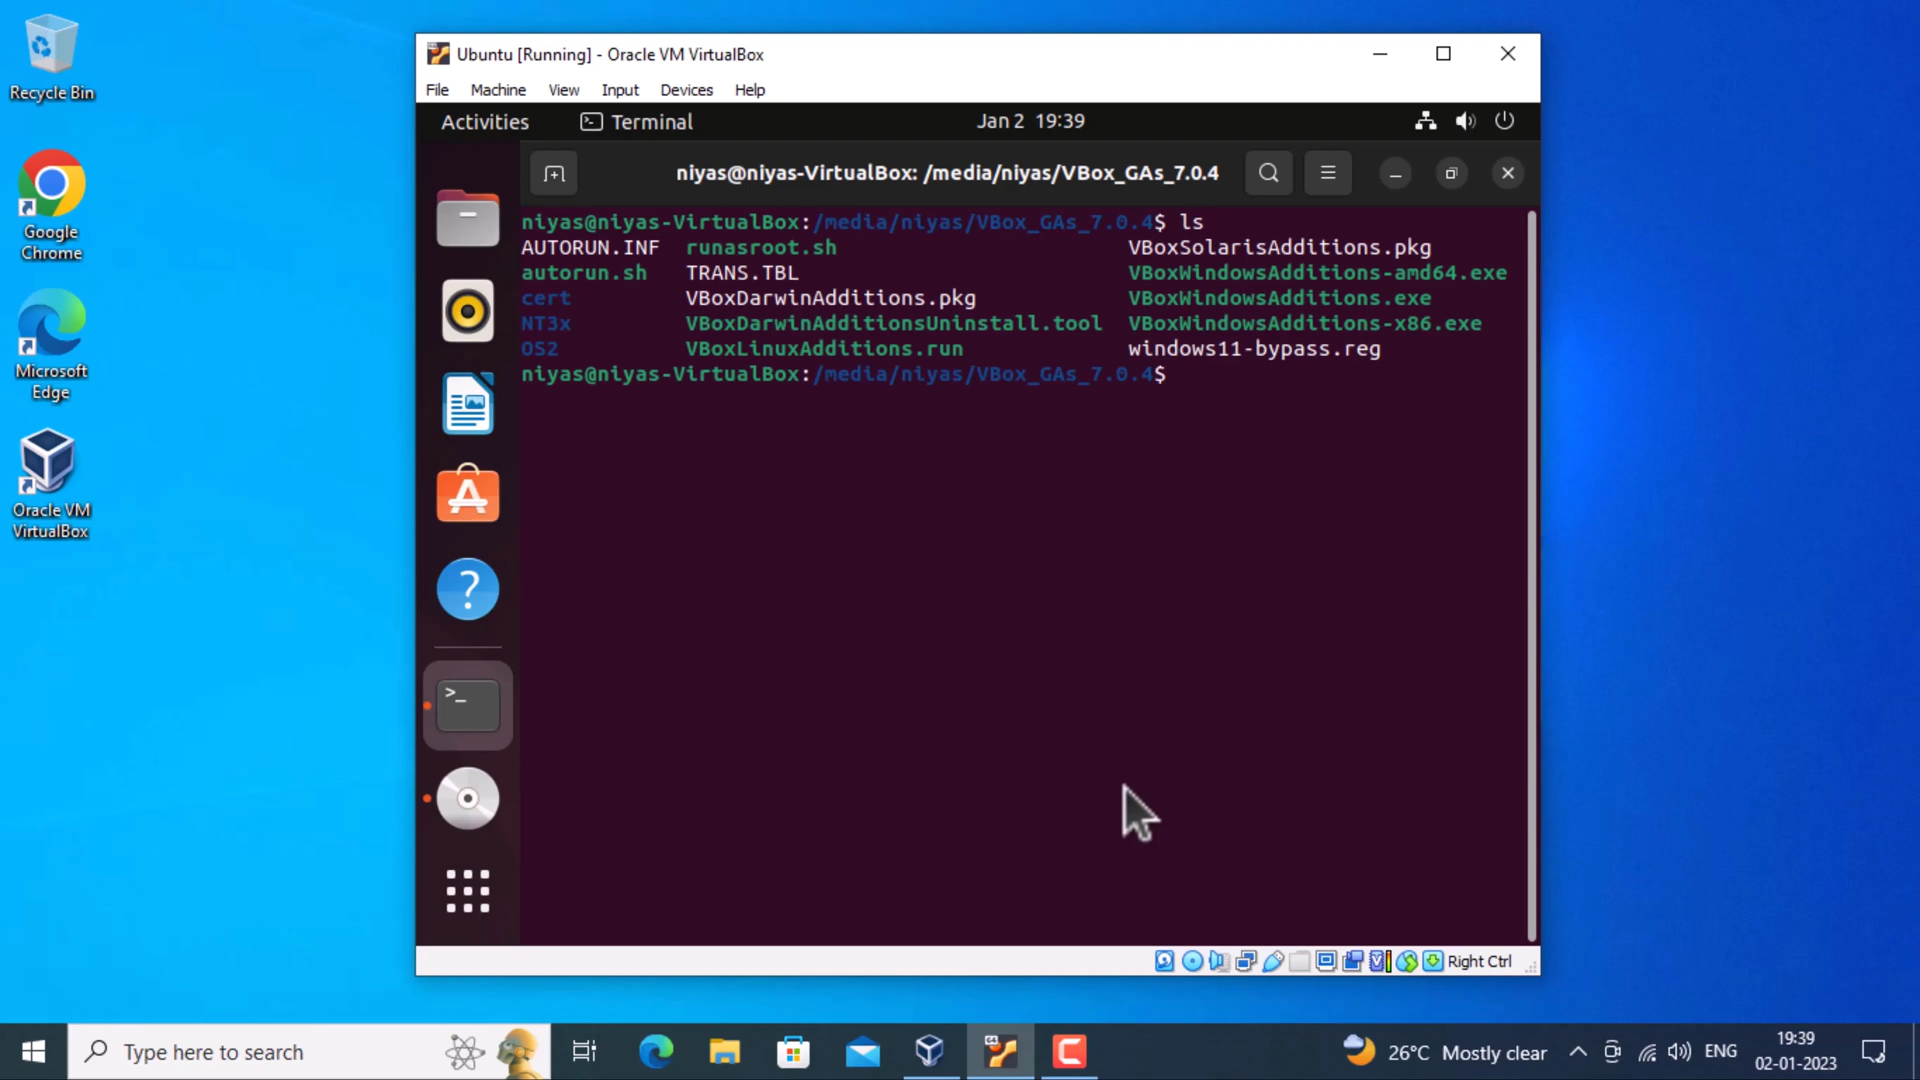 Recycle Bin
Google
Chrome
Microsoft
Edge
Oracle VM
VirtualBox
Ubuntu [Running] - Oracle VM VirtualBox
File Machine View Input Devices Help
Activities Terminal Jan 2 19:39
niyas@niyas-VirtualBox: /media/niyas/VBox_GAs_7.0.4
niyas@niyas-VirtualBox:/media/niyas/VBox_GAs_7.0.4$ ls
AUTORUN.INF runasroot.sh VBoxSolarisAdditions.pkg
autorun.sh TRANS.TBL VBoxWindowsAdditions-amd64.exe
cert VBoxDarwinAdditions.pkg VBoxWindowsAdditions.exe
NT3x VBoxDarwinAdditionsUninstall.tool VBoxWindowsAdditions-x86.exe
OS2 VBoxLinuxAdditions.run windows11-bypass.reg
niyas@niyas-VirtualBox:/media/niyas/VBox_GAs_7.0.4$
Right Ctrl
Type here to search
26°C Mostly clear
ENG
19:39
02-01-2023